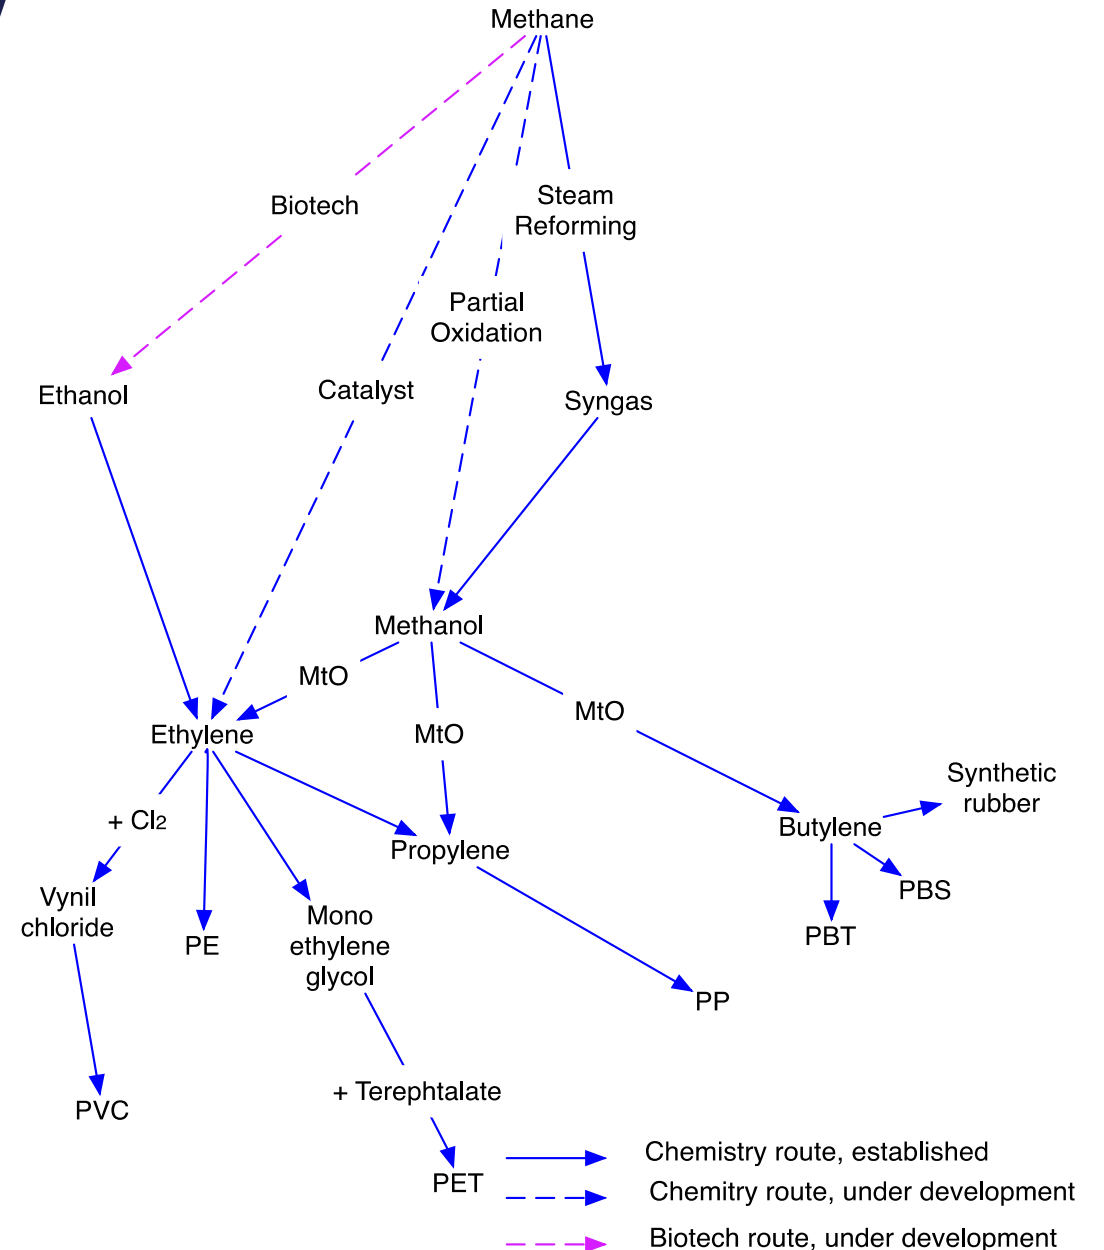 Methane
Biotech
Steam
Reforming
Partial
Oxidation
Ethanol
Catalyst
Syngas
Methanol
MtO
MtO
MtO
Ethylene
Synthetic
rubber
+ Cl2
Butylene
Propylene
Vynil
chloride
PBS
Mono
ethylene
glycol
PE
PBT
PP
+ Terephtalate
PVC
PET
Chemistry route, established
Chemitry route, under development
Biotech route, under development